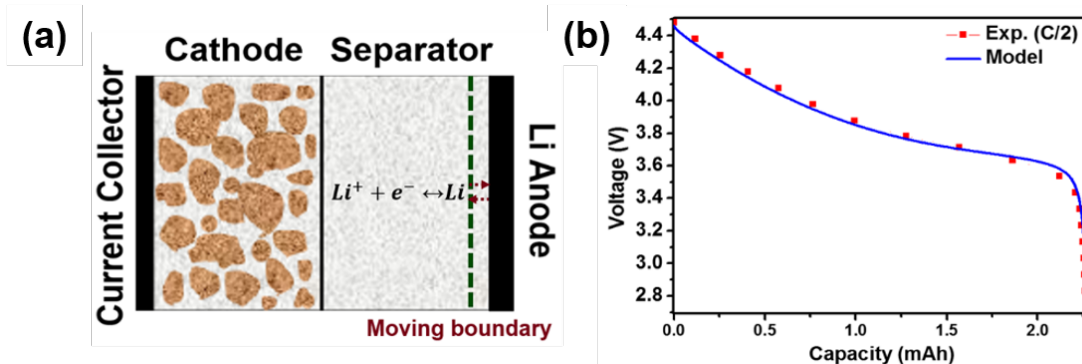 (a)
Cathode Separator
Current Collector
Li⁺ + e⁻ ↔Li
Li Anode
Moving boundary
(b)
Exp. (C/2)
Model
Voltage (V)
4.4
4.2
4.0
3.8
3.6
3.4
3.2
3.0
2.8
0.0 0.5 1.0 1.5 2.0
Capacity (mAh)